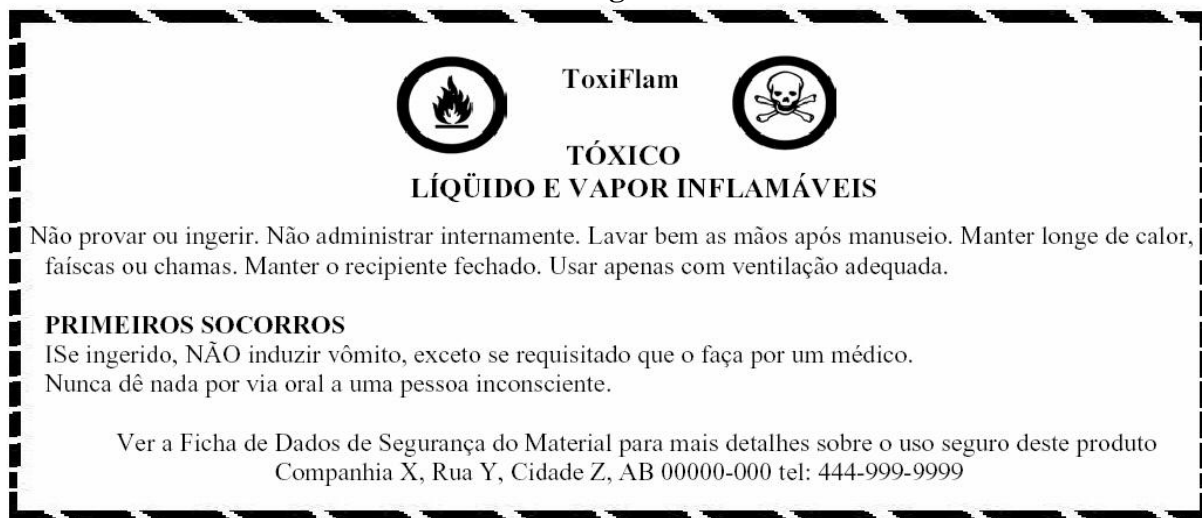 ToxiFlam
TÓXICO
LÍQÜIDO E VAPOR INFLAMÁVEIS
Não provar ou ingerir. Não administrar internamente. Lavar bem as mãos após manuseio. Manter longe de calor,
faíscas ou chamas. Manter o recipiente fechado. Usar apenas com ventilação adequada.
PRIMEIROS SOCORROS
ISe ingerido, NÃO induzir vômito, exceto se requisitado que o faça por um médico.
Nunca dê nada por via oral a uma pessoa inconsciente.
Ver a Ficha de Dados de Segurança do Material para mais detalhes sobre o uso seguro deste produto
Companhia X, Rua Y, Cidade Z, AB 00000-000 tel: 444-999-9999